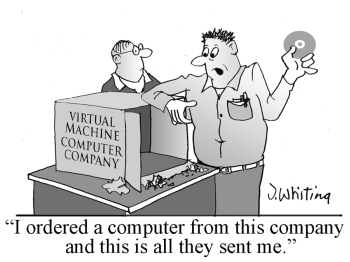 VIRTUAL
MACHINE
COMPUTER
COMPANY
J.Whiting
“I ordered a computer from this company
and this is all they sent me.”